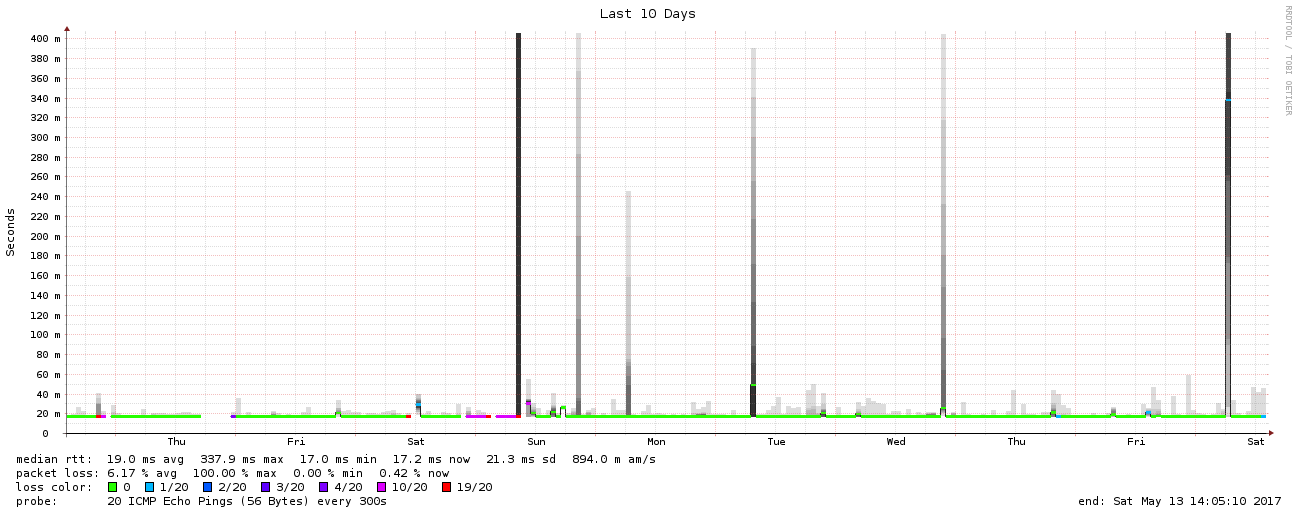 Last 10 Days
RRDTOOL / TOBI OETIKER
Seconds
400 m
380 m
360 m
340 m
320 m
300 m
280 m
260 m
240 m
220 m
200 m
180 m
160 m
140 m
120 m
100 m
80 m
60 m
40 m
20 m
0
Thu Fri Sat Sun Mon Tue Wed Thu Fri Sat
median rtt: 19.0 ms avg 337.9 ms max 17.0 ms min 17.2 ms now 21.3 ms sd 894.0 m am/s
packet loss: 6.17 % avg 100.00 % max 0.00 % min 0.42 % now
loss color: 0 1/20 2/20 3/20 4/20 10/20 19/20
probe: 20 ICMP Echo Pings (56 Bytes) every 300s end: Sat May 13 14:05:10 2017